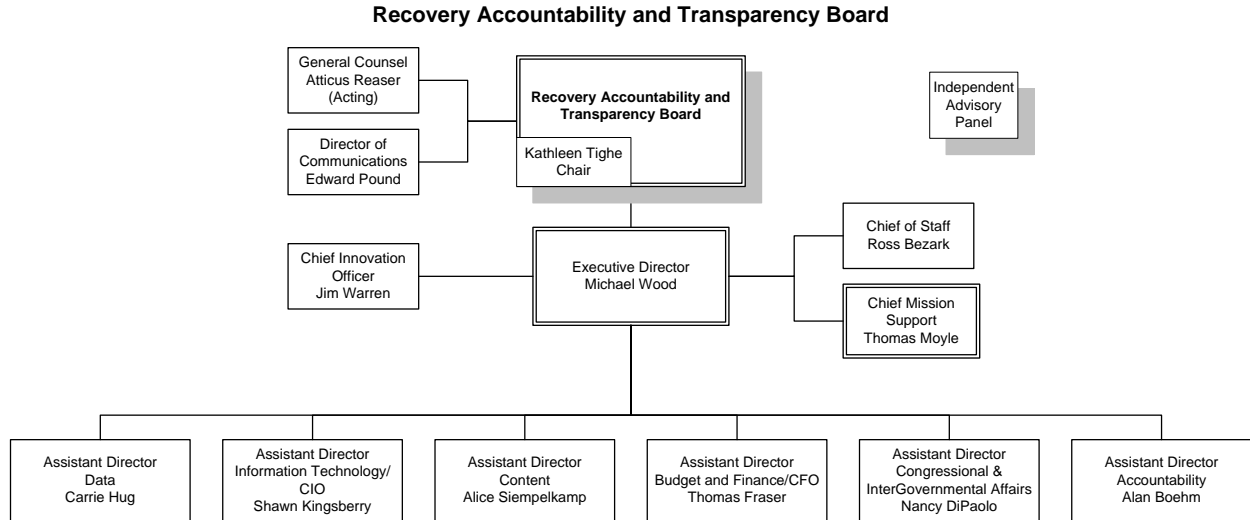 Recovery Accountability and Transparency Board
General Counsel
Atticus Reaser
(Acting)
Director of
Communications
Edward Pound
Recovery Accountability and
Transparency Board
Kathleen Tighe
Chair
Independent
Advisory
Panel
Chief Innovation
Officer
Jim Warren
Executive Director
Michael Wood
Chief of Staff
Ross Bezark
Chief Mission
Support
Thomas Moyle
Assistant Director
Data
Carrie Hug
Assistant Director
Information Technology/
CIO
Shawn Kingsberry
Assistant Director
Content
Alice Siempelkamp
Assistant Director
Budget and Finance/CFO
Thomas Fraser
Assistant Director
Congressional &
InterGovernmental Affairs
Nancy DiPaolo
Assistant Director
Accountability
Alan Boehm